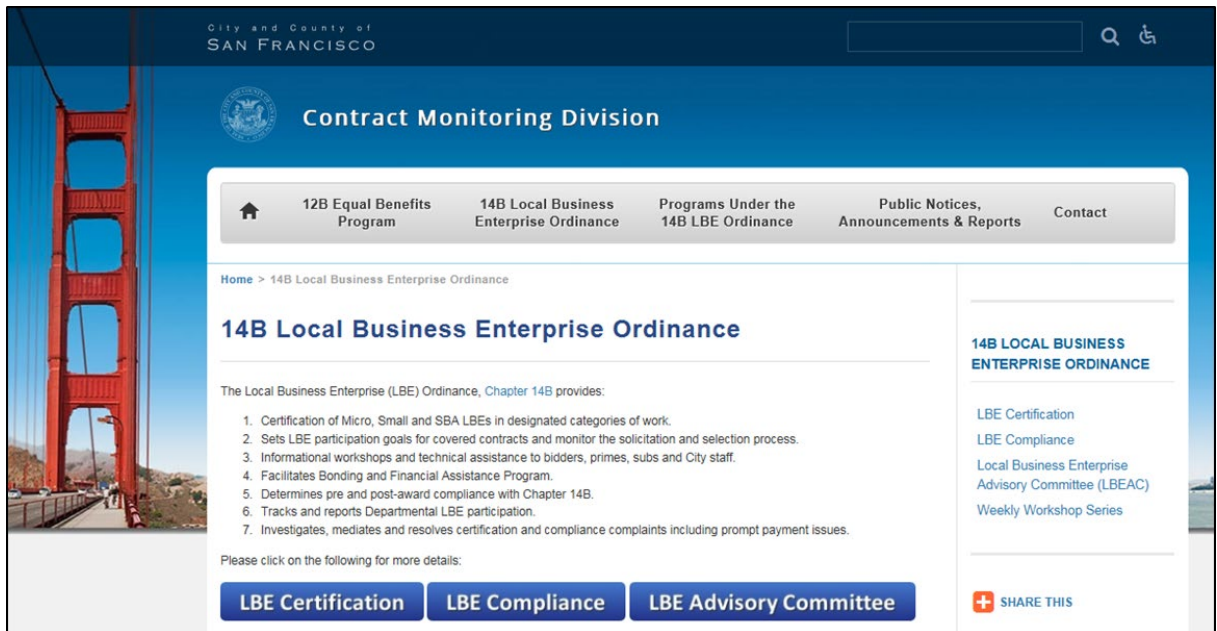 City and County of
SAN FRANCISCO
Contract Monitoring Division
12B Equal Benefits
Program
14B Local Business
Enterprise Ordinance
Programs Under the
14B LBE Ordinance
Public Notices,
Announcements & Reports
Contact
Home > 14B Local Business Enterprise Ordinance
14B Local Business Enterprise Ordinance
The Local Business Enterprise (LBE) Ordinance, Chapter 14B provides:
1. Certification of Micro, Small and SBA LBEs in designated categories of work.
2. Sets LBE participation goals for covered contracts and monitor the solicitation and selection process.
3. Informational workshops and technical assistance to bidders, primes, subs and City staff.
4. Facilitates Bonding and Financial Assistance Program.
5. Determines pre and post-award compliance with Chapter 14B.
6. Tracks and reports Departmental LBE participation.
7. Investigates, mediates and resolves certification and compliance complaints including prompt payment issues.
Please click on the following for more details:
LBE Certification
LBE Compliance
LBE Advisory Committee
14B LOCAL BUSINESS
ENTERPRISE ORDINANCE
LBE Certification
LBE Compliance
Local Business Enterprise
Advisory Committee (LBEAC)
Weekly Workshop Series
SHARE THIS